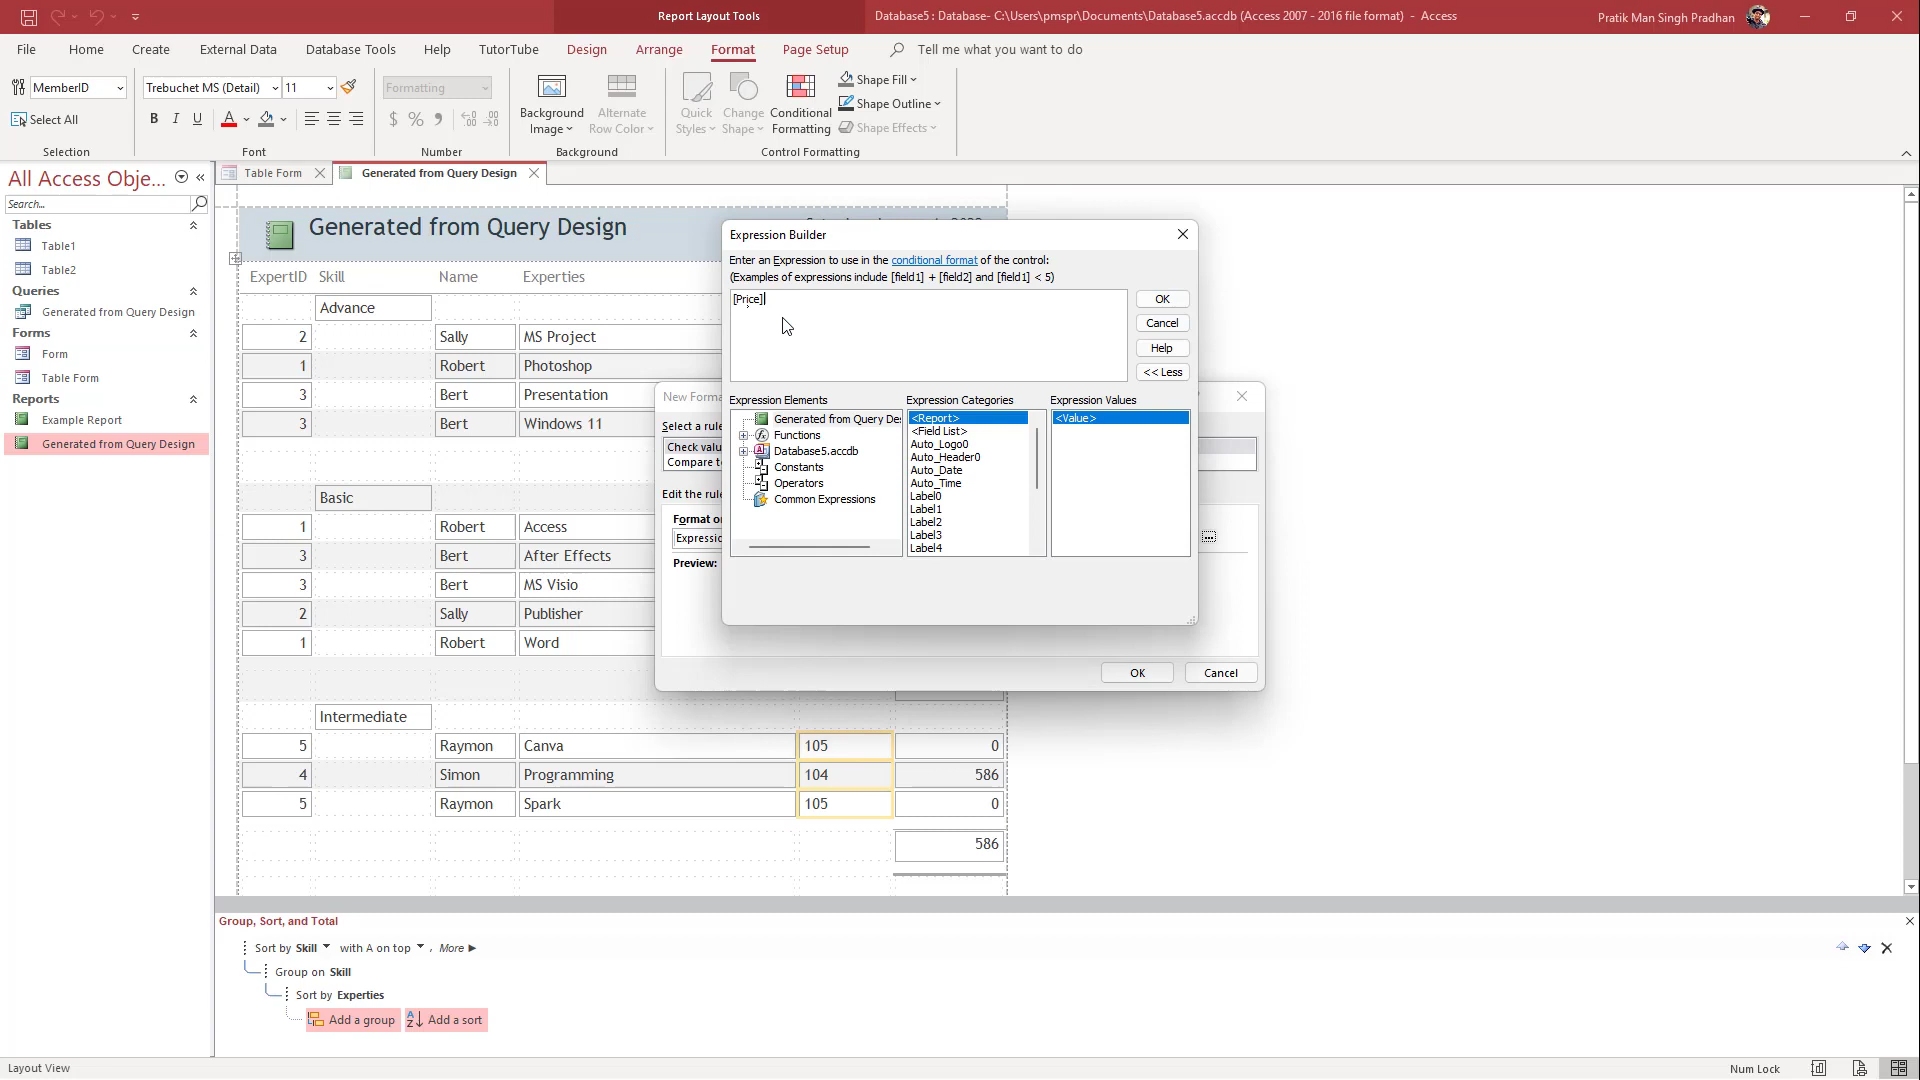 Report Layout Tools
Database5 : Database- C:\Users\pmspr\Documents\Database5.accdb (Access 2007 - 2016 file format) - Access
Pratik Man Singh Pradhan
File Home Create External Data Database Tools Help TutorTube Design Arrange Format Page Setup Tell me what you want to do
MemberID
Select All
Selection
Trebuchet MS (Detail) 11
B I U A
Font
Formatting
$ % 9
Number
Background Image
Alternate Row Color
Background
Quick Styles
Change Shape
Conditional Formatting
Shape Fill
Shape Outline
Shape Effects
Control Formatting
All Access Obje...
Search...
Tables
Table1
Table2
Queries
Generated from Query Design
Forms
Form
Table Form
Reports
Example Report
Generated from Query Design
Table Form
Generated from Query Design
Generated from Query Design
ExpertID Skill Name Experties
Advance
2 Sally MS Project
1 Robert Photoshop
3 Bert Presentation
3 Bert Windows 11
Basic
1 Robert Access
3 Bert After Effects
3 Bert MS Visio
2 Sally Publisher
1 Robert Word
Intermediate
5 Raymon Canva 105 0
4 Simon Programming 104 586
5 Raymon Spark 105 0
586
New Forma
Select a rule
Check valu
Compare to
Edit the rule
Format o
Expressio
Preview:
...
OK
Cancel
Expression Builder
Enter an Expression to use in the conditional format of the control:
(Examples of expressions include [field1] + [field2] and [field1] < 5)
[Price]
OK
Cancel
Help
<< Less
Expression Elements
Generated from Query De
Functions
Database5.accdb
Constants
Operators
Common Expressions
Expression Categories
<Report>
<Field List>
Auto_Logo0
Auto_Header0
Auto_Date
Auto_Time
Label0
Label1
Label2
Label3
Label4
Expression Values
<Value>
Group, Sort, and Total
Sort by Skill with A on top , More
Group on Skill
Sort by Experties
Add a group
Add a sort
Layout View
Num Lock